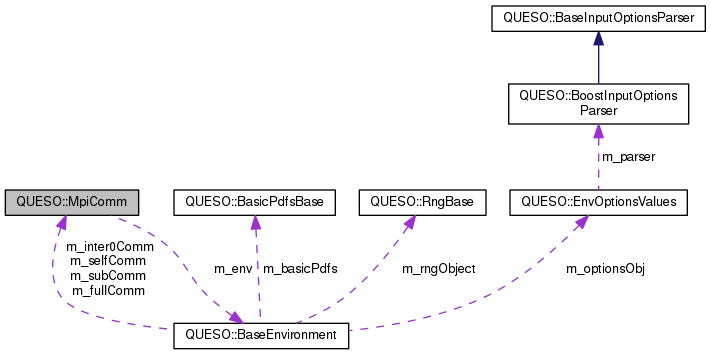 QUESO::BaseInputOptionsParser
QUESO::BoostInputOptions
Parser
m_parser
QUESO::MpiComm
QUESO::BasicPdfsBase
QUESO::RngBase
QUESO::EnvOptionsValues
m_inter0Comm
m_selfComm
m_subComm
m_fullComm
m_env
m_basicPdfs
m_rngObject
m_optionsObj
QUESO::BaseEnvironment